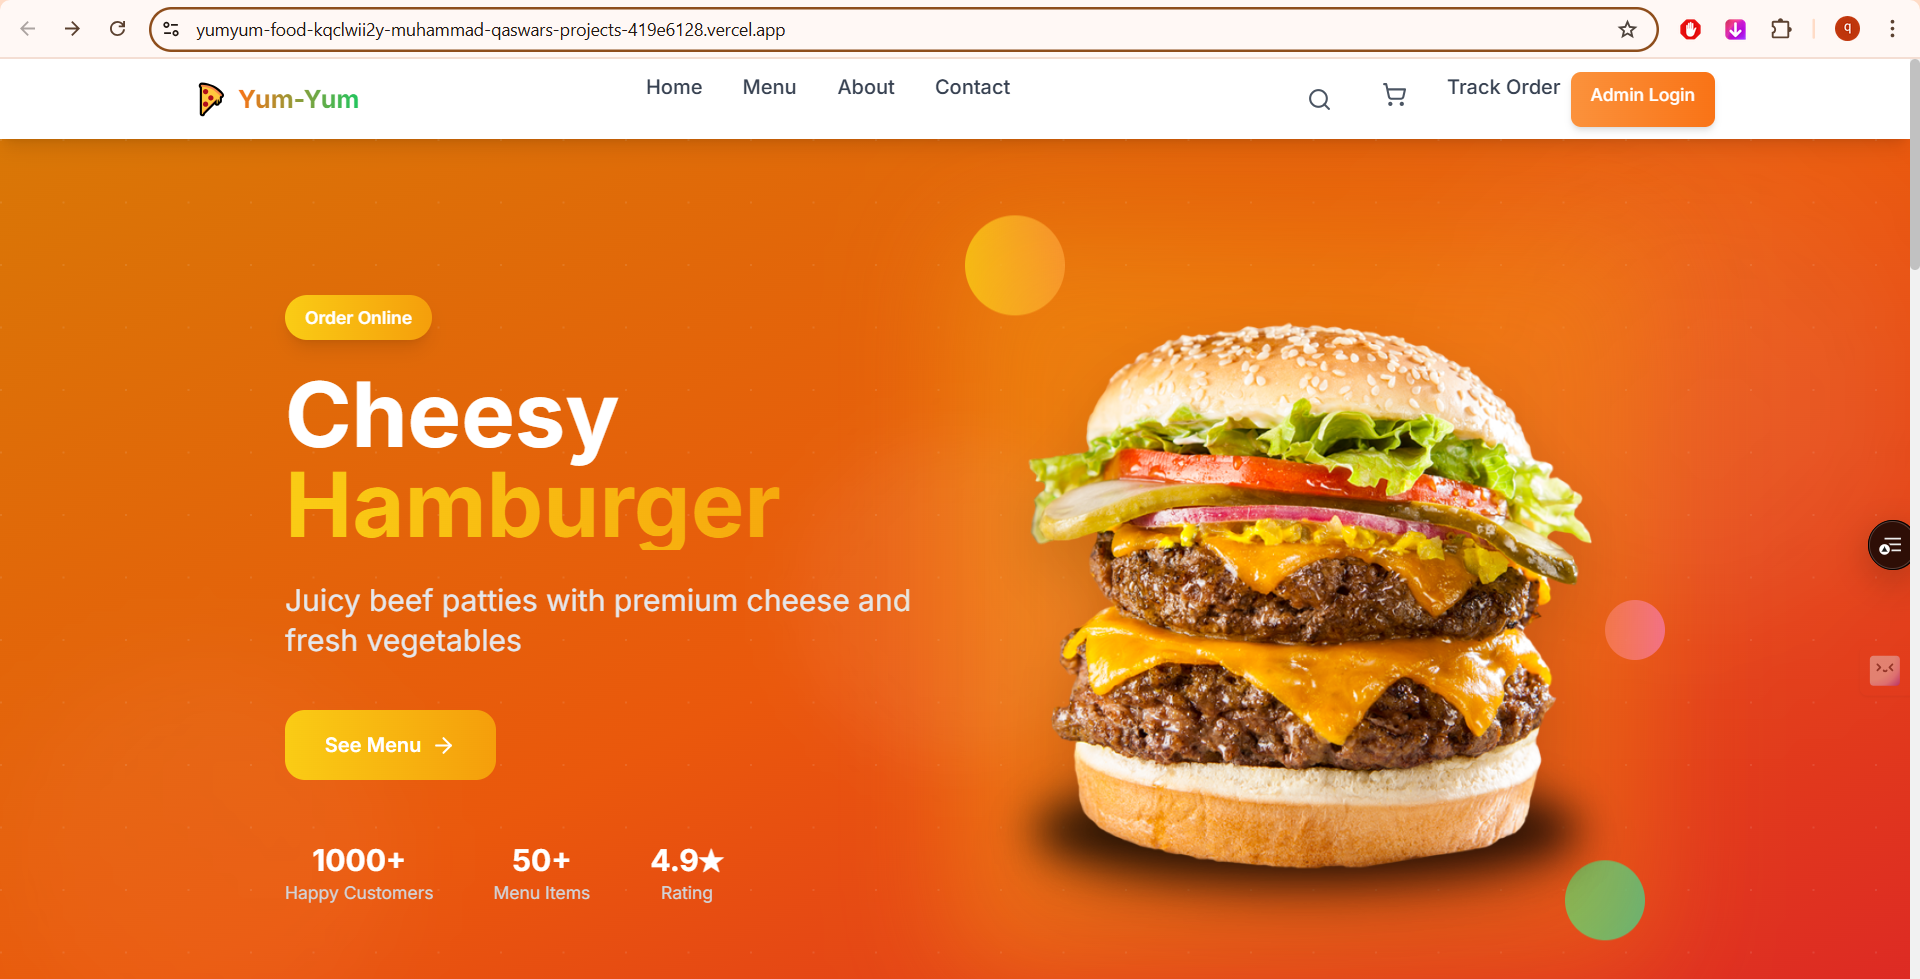 yumyum-food-kqclwii2y-muhammad-qaswars-projects-419e6128.vercel.app
q
Yum-Yum
Home
Menu
About
Contact
Track Order
Admin Login
Order Online
Cheesy
Hamburger
Juicy beef patties with premium cheese and
fresh vegetables
See Menu →
1000+
50+
4.9★
Happy Customers
Menu Items
Rating